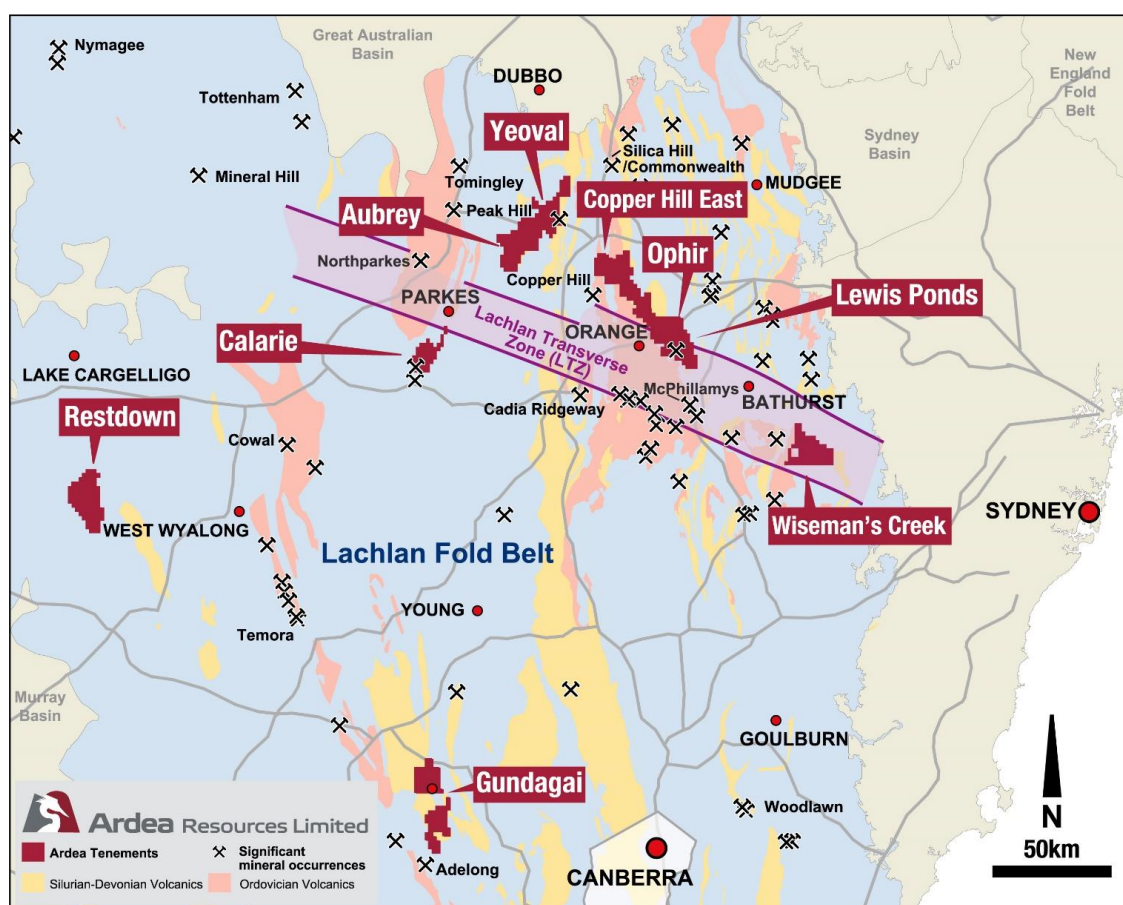 Nymagee
Great Australian
Basin
DUBBO
New
England
Fold
Belt
Tottenham
Yeoval
Sydney
Basin
Silica Hill
/Commonwealth
Mineral Hill
Tomingley
MUDGEE
Aubrey
Peak Hill
Copper Hill East
Northparkes
Copper Hill
Ophir
PARKES
Lewis Ponds
Calarie
Lachlan Transverse
Zone (LTZ)
ORANGE
LAKE CARGELLIGO
McPhillamys
BATHURST
Cadia Ridgeway
Restdown
Cowal
WEST WYALONG
Wiseman's Creek
SYDNEY
Lachlan Fold Belt
YOUNG
Temora
Murray
Basin
GOULBURN
Gundagai
Woodlawn
Adelong
CANBERRA
N
50km
Ardea Resources Limited
Ardea Tenements
Significant
mineral occurrences
Silurian-Devonian Volcanics
Ordovician Volcanics